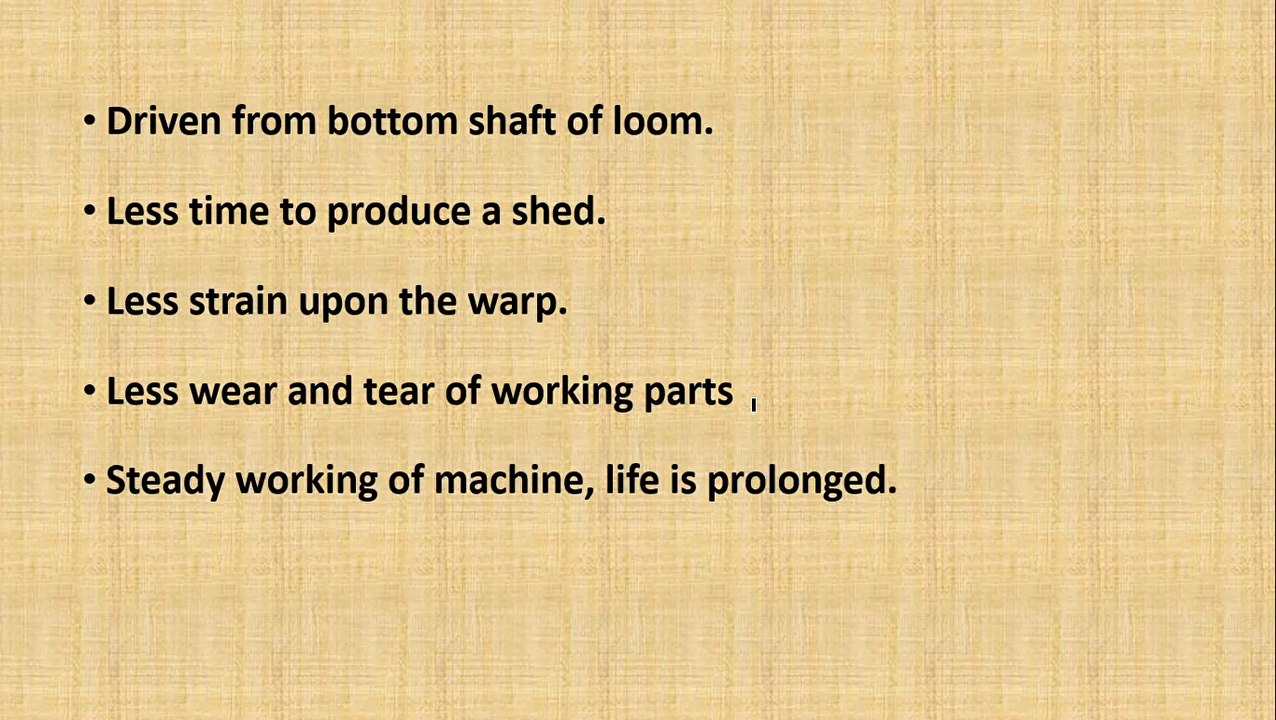 • Driven from bottom shaft of loom.
• Less time to produce a shed.
• Less strain upon the warp.
• Less wear and tear of working parts
• Steady working of machine, life is prolonged.